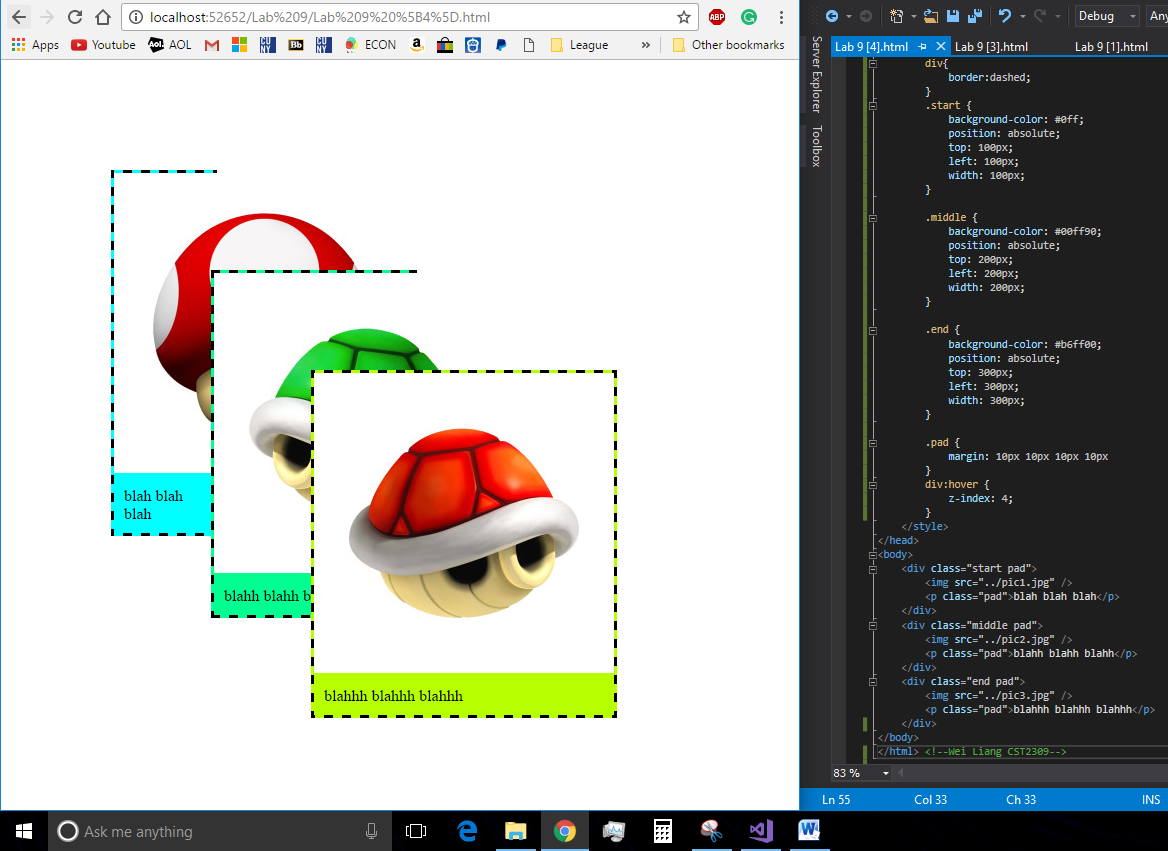 localhost:52652/Lab%209/Lab%209%20%5B4%5D.html
ABP
Apps Youtube AOL. AOL Bb ECON a League » Other bookmarks
blah blah
blah
blahh blahh b
blahhh blahhh blahhh
Debug Any
Server Explorer
Toolbox
Lab 9 [4].html Lab 9 [3].html Lab 9 [1].html
div{
border:dashed;
}
.start {
background-color: #0ff;
position: absolute;
top: 100px;
left: 100px;
width: 100px;
}
.middle {
background-color: #00ff90;
position: absolute;
top: 200px;
left: 200px;
width: 200px;
}
.end {
background-color: #b6ff00;
position: absolute;
top: 300px;
left: 300px;
width: 300px;
}
.pad {
margin: 10px 10px 10px 10px
}
div:hover {
z-index: 4;
}
</style>
</head>
<body>
<div class="start pad">
<img src="../pic1.jpg" />
<p class="pad">blah blah blah</p>
</div>
<div class="middle pad">
<img src="../pic2.jpg" />
<p class="pad">blahh blahh blahh</p>
</div>
<div class="end pad">
<img src="../pic3.jpg" />
<p class="pad">blahhh blahhh blahhh</p>
</div>
</body>
</html> <!--Wei Liang CST2309-->
83 %
Ln 55 Col 33 Ch 33 INS
Ask me anything